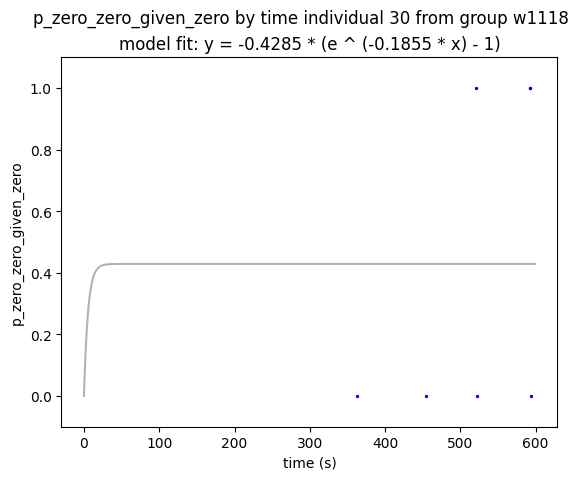 p_zero_zero_given_zero by time individual 30 from group w1118
model fit: y = -0.4285 * (e ^ (-0.1855 * x) - 1)
1.0
0.8
0.6
0.4
0.2
0.0
p_zero_zero_given_zero
0 100 200 300 400 500 600
time (s)